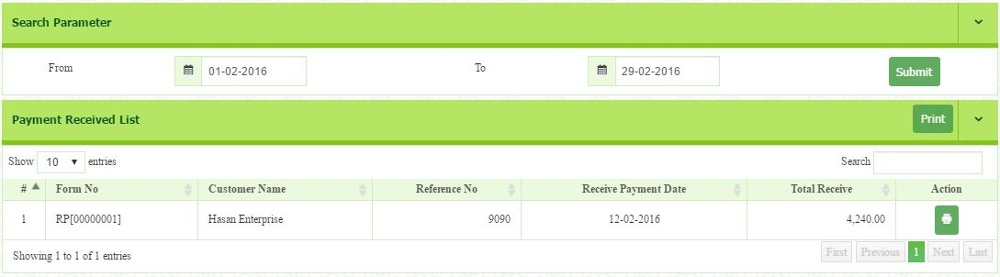 Search Parameter
From 01-02-2016 To 29-02-2016 Submit
Payment Received List Print
Show 10 entries Search
# Form No Customer Name Reference No Receive Payment Date Total Receive Action
1 RP[00000001] Hasan Enterprise 9090 12-02-2016 4,240.00
Showing 1 to 1 of 1 entries First Previous 1 Next Last